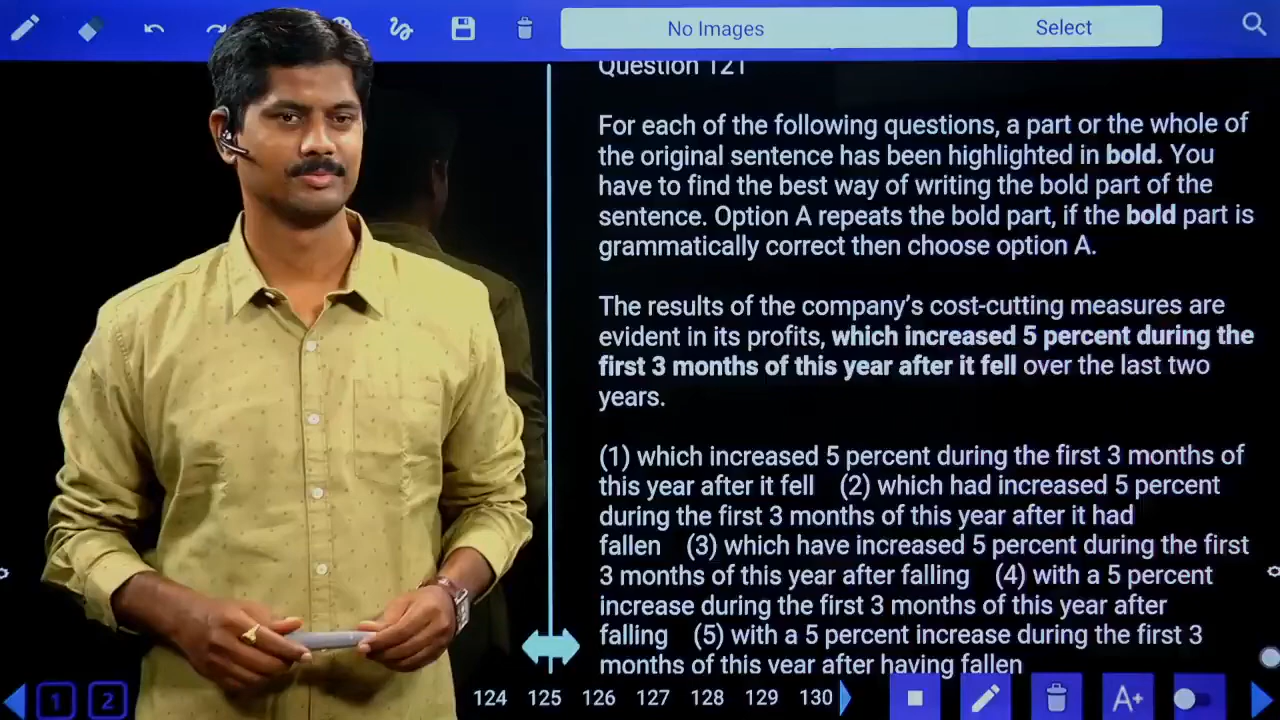 No Images
Select
Question 121
For each of the following questions, a part or the whole of
the original sentence has been highlighted in bold. You
have to find the best way of writing the bold part of the
sentence. Option A repeats the bold part, if the bold part is
grammatically correct then choose option A.
The results of the company’s cost-cutting measures are
evident in its profits, which increased 5 percent during the
first 3 months of this year after it fell over the last two
years.
(1) which increased 5 percent during the first 3 months of
this year after it fell (2) which had increased 5 percent
during the first 3 months of this year after it had
fallen (3) which have increased 5 percent during the first
3 months of this year after falling (4) with a 5 percent
increase during the first 3 months of this year after
falling (5) with a 5 percent increase during the first 3
months of this year after having fallen
1 2 124 125 126 127 128 129 130 A+